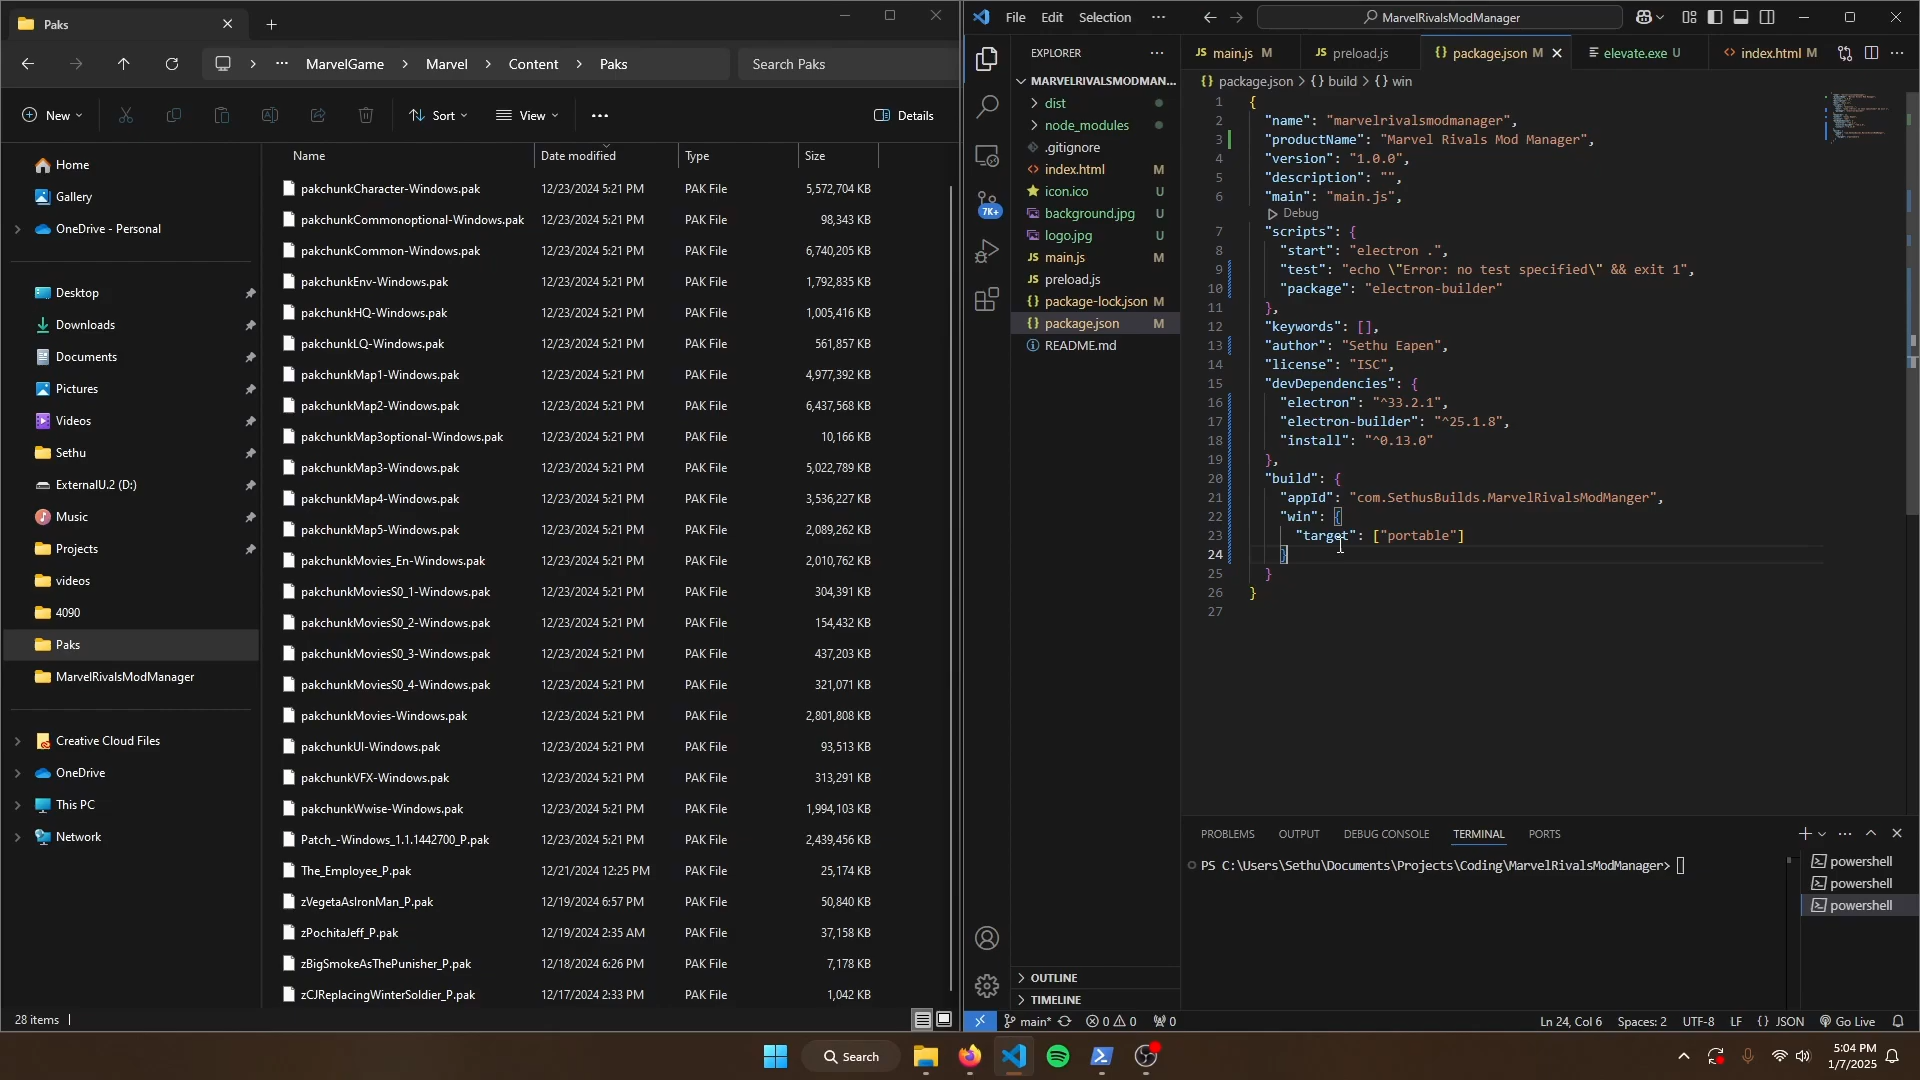 Paks
MarvelGame
Marvel
Content
Paks
Search Paks
New
Sort
View
Details
Home
Gallery
OneDrive - Personal
Desktop
Downloads
Documents
Pictures
Videos
Sethu
ExternalU.2 (D:)
Music
Projects
videos
4090
Paks
MarvelRivalsModManager
Creative Cloud Files
OneDrive
This PC
Network
Name Date modified Type Size
pakchunkCharacter-Windows.pak 12/23/2024 5:21 PM PAK File 5,572,704 KB
pakchunkCommonoptional-Windows.pak 12/23/2024 5:21 PM PAK File 98,343 KB
pakchunkCommon-Windows.pak 12/23/2024 5:21 PM PAK File 6,740,205 KB
pakchunkEnv-Windows.pak 12/23/2024 5:21 PM PAK File 1,792,835 KB
pakchunkHQ-Windows.pak 12/23/2024 5:21 PM PAK File 1,005,416 KB
pakchunkLQ-Windows.pak 12/23/2024 5:21 PM PAK File 561,857 KB
pakchunkMap1-Windows.pak 12/23/2024 5:21 PM PAK File 4,977,392 KB
pakchunkMap2-Windows.pak 12/23/2024 5:21 PM PAK File 6,437,568 KB
pakchunkMap3optional-Windows.pak 12/23/2024 5:21 PM PAK File 10,166 KB
pakchunkMap3-Windows.pak 12/23/2024 5:21 PM PAK File 5,022,789 KB
pakchunkMap4-Windows.pak 12/23/2024 5:21 PM PAK File 3,536,227 KB
pakchunkMap5-Windows.pak 12/23/2024 5:21 PM PAK File 2,089,262 KB
pakchunkMovies_En-Windows.pak 12/23/2024 5:21 PM PAK File 2,010,762 KB
pakchunkMoviesS0_1-Windows.pak 12/23/2024 5:21 PM PAK File 304,391 KB
pakchunkMoviesS0_2-Windows.pak 12/23/2024 5:21 PM PAK File 154,432 KB
pakchunkMoviesS0_3-Windows.pak 12/23/2024 5:21 PM PAK File 437,203 KB
pakchunkMoviesS0_4-Windows.pak 12/23/2024 5:21 PM PAK File 321,071 KB
pakchunkMovies-Windows.pak 12/23/2024 5:21 PM PAK File 2,801,808 KB
pakchunkUI-Windows.pak 12/23/2024 5:21 PM PAK File 93,513 KB
pakchunkVFX-Windows.pak 12/23/2024 5:21 PM PAK File 313,291 KB
pakchunkWwise-Windows.pak 12/23/2024 5:21 PM PAK File 1,994,103 KB
Patch_-Windows_1.1.1442700_P.pak 12/23/2024 5:21 PM PAK File 2,439,456 KB
The_Employee_P.pak 12/21/2024 12:25 PM PAK File 25,174 KB
zVegetaAsIronMan_P.pak 12/19/2024 6:57 PM PAK File 50,840 KB
zPochitaJeff_P.pak 12/19/2024 2:35 AM PAK File 37,158 KB
zBigSmokeAsThePunisher_P.pak 12/18/2024 6:26 PM PAK File 7,178 KB
zCJReplacingWinterSoldier_P.pak 12/17/2024 2:33 PM PAK File 1,042 KB
28 items
File Edit Selection ···
MarvelRivalsModManager
EXPLORER
MARVELRIVALSMODMAN...
dist
node_modules
.gitignore
index.html M
icon.ico U
background.jpg U
logo.jpg U
main.js M
preload.js
package-lock.json M
package.json M
README.md
OUTLINE
TIMELINE
7K+
main.js M
preload.js
package.json M
elevate.exe U
index.html M
package.json > {} build > {} win
1 {
2 "name": "marvelrivalsmodmanager",
3 "productName": "Marvel Rivals Mod Manager",
4 "version": "1.0.0",
5 "description": "",
6 "main": "main.js",
Debug
7 "scripts": {
8 "start": "electron .",
9 "test": "echo \"Error: no test specified\" && exit 1",
10 "package": "electron-builder"
11 },
12 "keywords": [],
13 "author": "Sethu Eapen",
14 "license": "ISC",
15 "devDependencies": {
16 "electron": "^33.2.1",
17 "electron-builder": "^25.1.8",
18 "install": "^0.13.0"
19 },
20 "build": {
21 "appId": "com.SethusBuilds.MarvelRivalsModManger",
22 "win": {
23 "target": ["portable"]
24 }
25 }
26 }
27
PROBLEMS OUTPUT DEBUG CONSOLE TERMINAL PORTS
PS C:\Users\Sethu\Documents\Projects\Coding\MarvelRivalsModManager>
powershell
powershell
powershell
main* 0 0 0
Ln 24, Col 6 Spaces: 2 UTF-8 LF {} JSON Go Live
Search
5:04 PM
1/7/2025